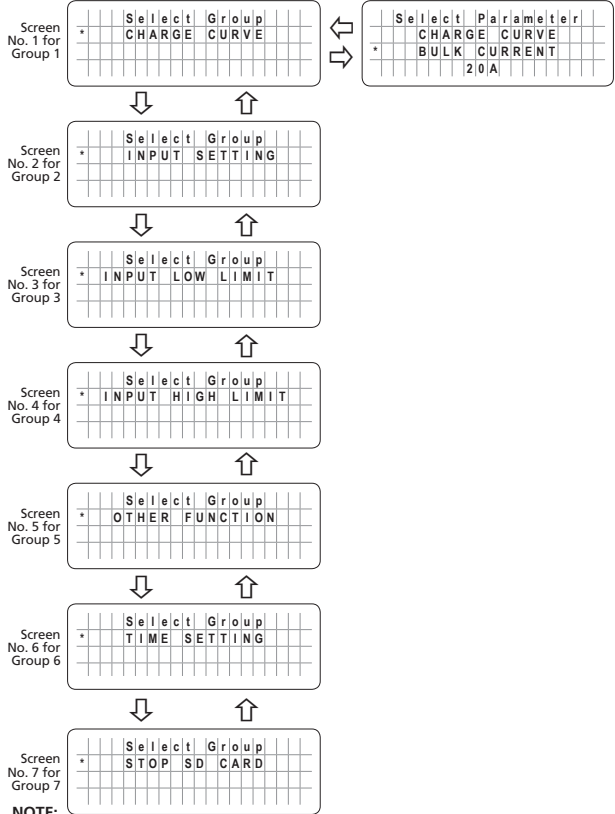 Screen
No. 1 for
Group 1
Select Group
* CHARGE CURVE
Select Parameter
CHARGE CURVE
* BULK CURRENT
20A
Screen
No. 2 for
Group 2
Select Group
* INPUT SETTING
Screen
No. 3 for
Group 3
Select Group
* INPUT LOW LIMIT
Screen
No. 4 for
Group 4
Select Group
* INPUT HIGH LIMIT
Screen
No. 5 for
Group 5
Select Group
* OTHER FUNCTION
Screen
No. 6 for
Group 6
Select Group
* TIME SETTING
Screen
No. 7 for
Group 7
Select Group
* STOP SD CARD
NOTE: